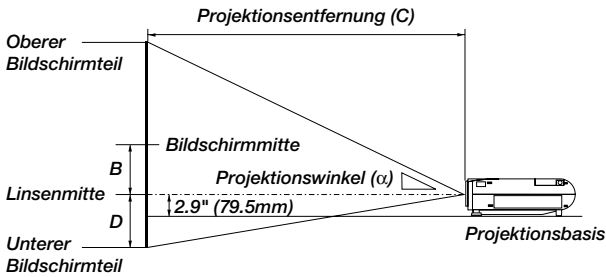 Projektionsentfernung (C)
Oberer
Bildschirmteil
Bildschirmmitte
B
Projektionswinkel (α)
Linsenmitte
2.9" (79.5mm)
D
Projektionsbasis
Unterer
Bildschirmteil